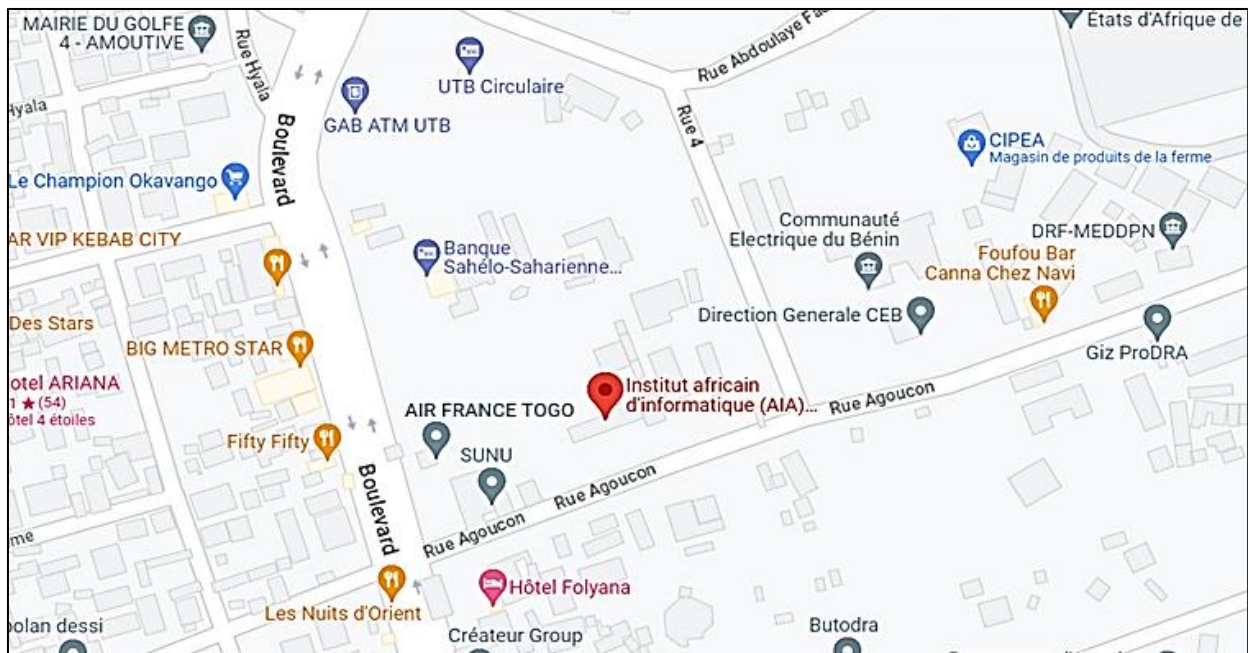 MAIRIE DU GOLFE
4 - AMOUTIVE
Rue Hyala
Hyala
États d'Afrique de
Rue Abdoulaye
UTB Circulaire
GAB ATM UTB
Boulevard
Rue 4
CIPEA
Magasin de produits de la ferme
Le Champion Okavango
Communauté
Electrique du Bénin
DRF-MEDDPN
AR VIP KEBAB CITY
Banque
Sahélo-Saharienne...
Foufou Bar
Canna Chez Navi
Direction Generale CEB
Des Stars
BIG METRO STAR
Giz ProDRA
otel ARIANA
(54)
ôtel 4 étoiles
Institut africain
d'informatique (AIA)...
Rue Agoucon
AIR FRANCE TOGO
Fifty Fifty
SUNU
Rue Agoucon
Boulevard
Rue Agoucon
Hôtel Folyana
Les Nuits d'Orient
olan dessi
Créateur Group
Butodra